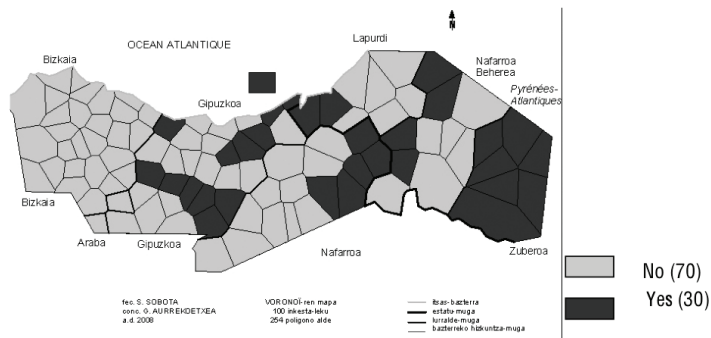 OCEAN ATLANTIQUE
Lapurdi
N
Bizkaia
Nafarroa
Beherea
Pyrénées-
Atlantiques
Gipuzkoa
Bizkaia
Araba
Gipuzkoa
Nafarroa
Zuberoa
No (70)
Yes (30)
fec. S. SOBOTA
conc. G. AURREKOETXEA
a.d. 2008
VORONOÏ-ren mapa
100 inkesta-leku
254 poligono alde
itsas-bazterra
estatu-muga
lurralde-muga
bazterreko hizkuntza-muga